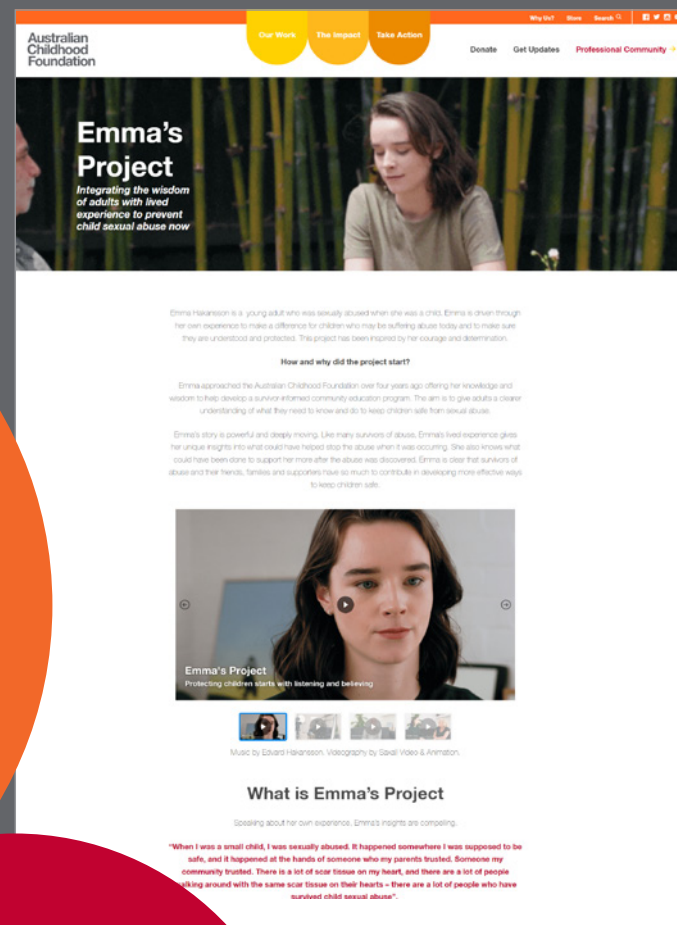 Why Us?
Store
Search
Australian
Childhood
Foundation
Our Work
The Impact
Take Action
Donate
Get Updates
Professional Community
Emma's
Project
Integrating the wisdom
of adults with lived
experience to prevent
child sexual abuse now
Emma Hakansson is a young adult who was sexually abused when she was a child. Emma is driven through
her own experience to make a difference for children who may be suffering abuse today and to make sure
they are understood and protected. This project has been inspired by her courage and determination.
How and why did the project start?
Emma approached the Australian Childhood Foundation over four years ago offering her knowledge and
wisdom to help develop a survivor-informed community education program. The aim is to give adults a clearer
understanding of what they need to know and do to keep children safe from sexual abuse.
Emma's story is powerful and deeply moving. Like many survivors of abuse, Emma's lived experience gives
her unique insights into what could have helped stop the abuse when it was occurring. She also knows what
could have been done to support her more after the abuse was discovered. Emma is clear that survivors of
abuse and their friends, families and supporters have so much to contribute in developing more effective ways
to keep children safe.
Emma's Project
Protecting children starts with listening and believing
Music by Edvard Hakansson. Videography by Sakall Video & Animation.
What is Emma's Project
Speaking about her own experience, Emma's insights are compelling.
"When I was a small child, I was sexually abused. It happened somewhere I was supposed to be
safe, and it happened at the hands of someone who my parents trusted. Someone my
community trusted. There is a lot of scar tissue on my heart, and there are a lot of people
walking around with the same scar tissue on their hearts – there are a lot of people who have
survived child sexual abuse".